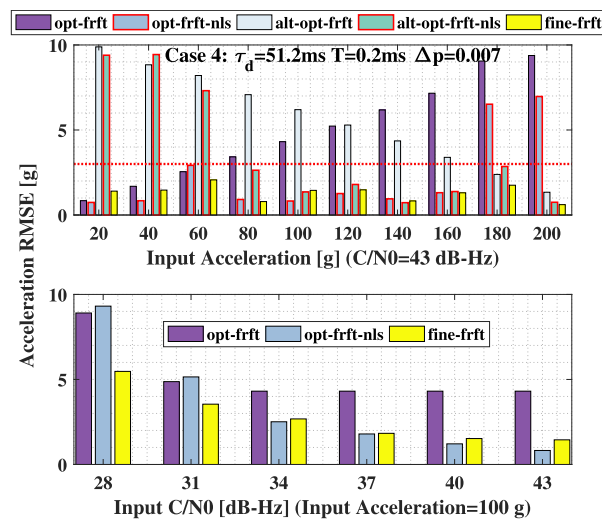 opt-frft opt-frft-nls alt-opt-frft alt-opt-frft-nls fine-frft
Case 4: τd=51.2ms T=0.2ms Δp=0.007
10
5
0
20 40 60 80 100 120 140 160 180 200
Input Acceleration [g] (C/N0=43 dB-Hz)
Acceleration RMSE [g]
10
opt-frft opt-frft-nls fine-frft
5
0
28 31 34 37 40 43
Input C/N0 [dB-Hz] (Input Acceleration=100 g)